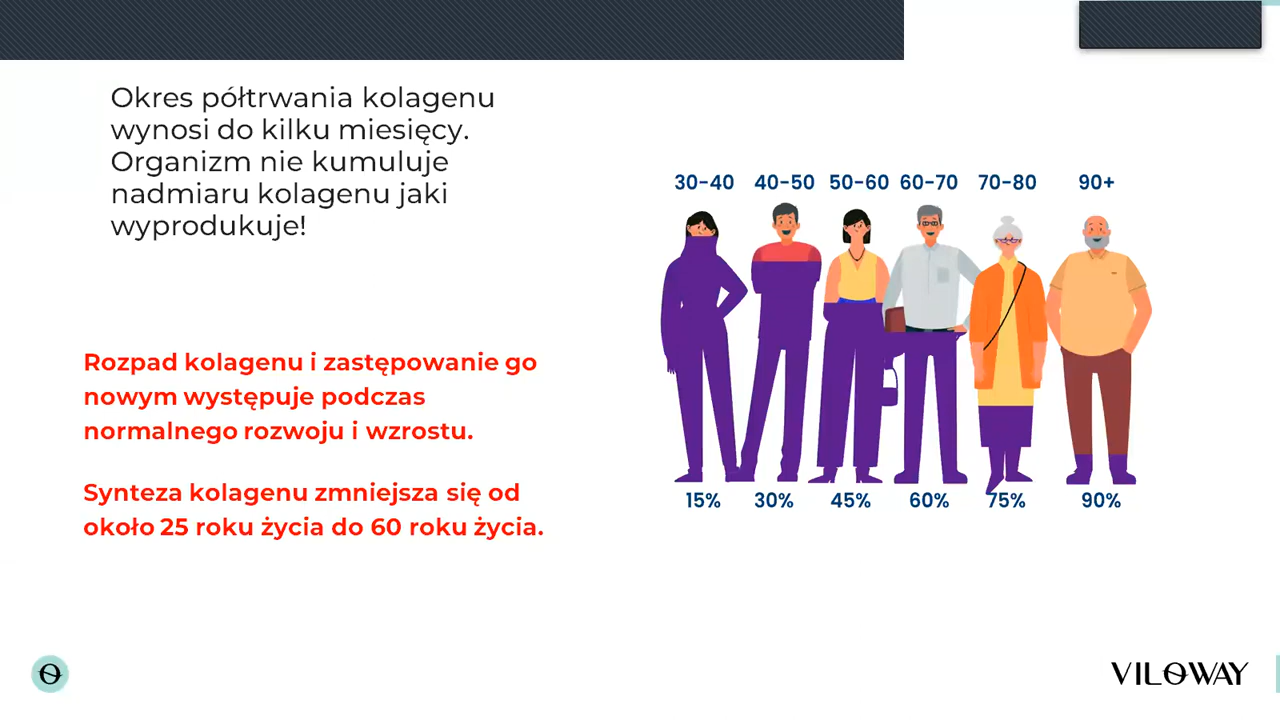 Okres półtrwania kolagenu
wynosi do kilku miesięcy.
Organizm nie kumuluje
nadmiaru kolagenu jaki
wyprodukuje!
Rozpad kolagenu i zastępowanie go
nowym występuje podczas
normalnego rozwoju i wzrostu.
Synteza kolagenu zmniejsza się od
około 25 roku życia do 60 roku życia.
30-40 40-50 50-60 60-70 70-80 90+
15% 30% 45% 60% 75% 90%
VILOWAY